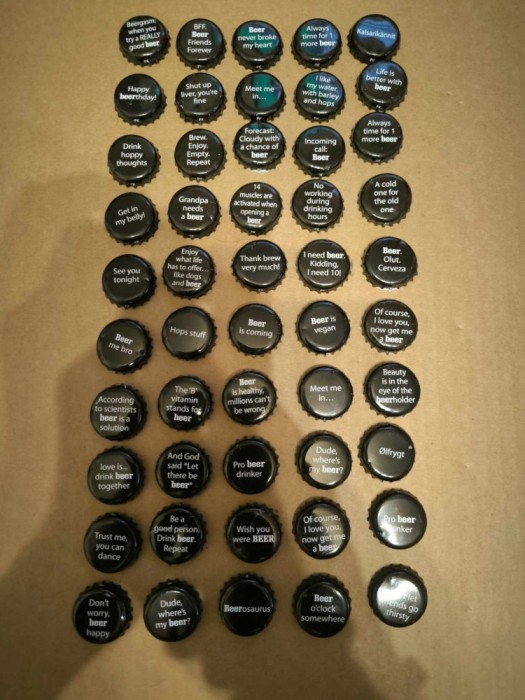 Beergasm:
when you
try a REALLY
good beer
BFF.
Beer
Friends
Forever
Beer
never broke
my heart
Always
time for 1
more beer
Kalsarikännit
Happy
beerthday!
Shut up
liver, you're
fine
Meet me
in...
I like
my water
with barley
and hops
Life is
better with
beer
Drink
hoppy
thoughts
Brew.
Enjoy.
Empty.
Repeat
Forecast:
Cloudy with
a chance of
beer
Incoming
call:
Beer
Always
time for 1
more beer
Get in
my belly!
Grandpa
needs
a beer
14
muscles are
activated when
opening a
beer
No
working
during
drinking
hours
A cold
one for
the old
one
See you
tonight
Enjoy
what life
has to offer...
like dogs
and beer
Thank brew
very much!
I need beer.
Kidding,
I need 10!
Beer.
Olut.
Cerveza
Beer
me bro
Hops stuff
Beer
is coming
Beer is
vegan
Of course,
I love you,
now get me
a beer
According
to scientists
beer is a
solution
The 'B'
vitamin
stands for
beer
Beer
is healthy,
millions can't
be wrong
Meet me
in...
Beauty
is in the
eye of the
beerholder
love is...
drink beer
together
And God
said "Let
there be
beer"
Pro beer
drinker
Dude,
where's
my beer?
Ølfrygt
Trust me,
you can
dance
Be a
good person.
Drink beer.
Repeat
Wish you
were BEER
Of course,
I love you,
now get me
a beer
Pro beer
drinker
Don't
worry,
beer
happy
Dude,
where's
my beer?
Beerosaurus
Beer
o'clock
somewhere
let
go
thirsty